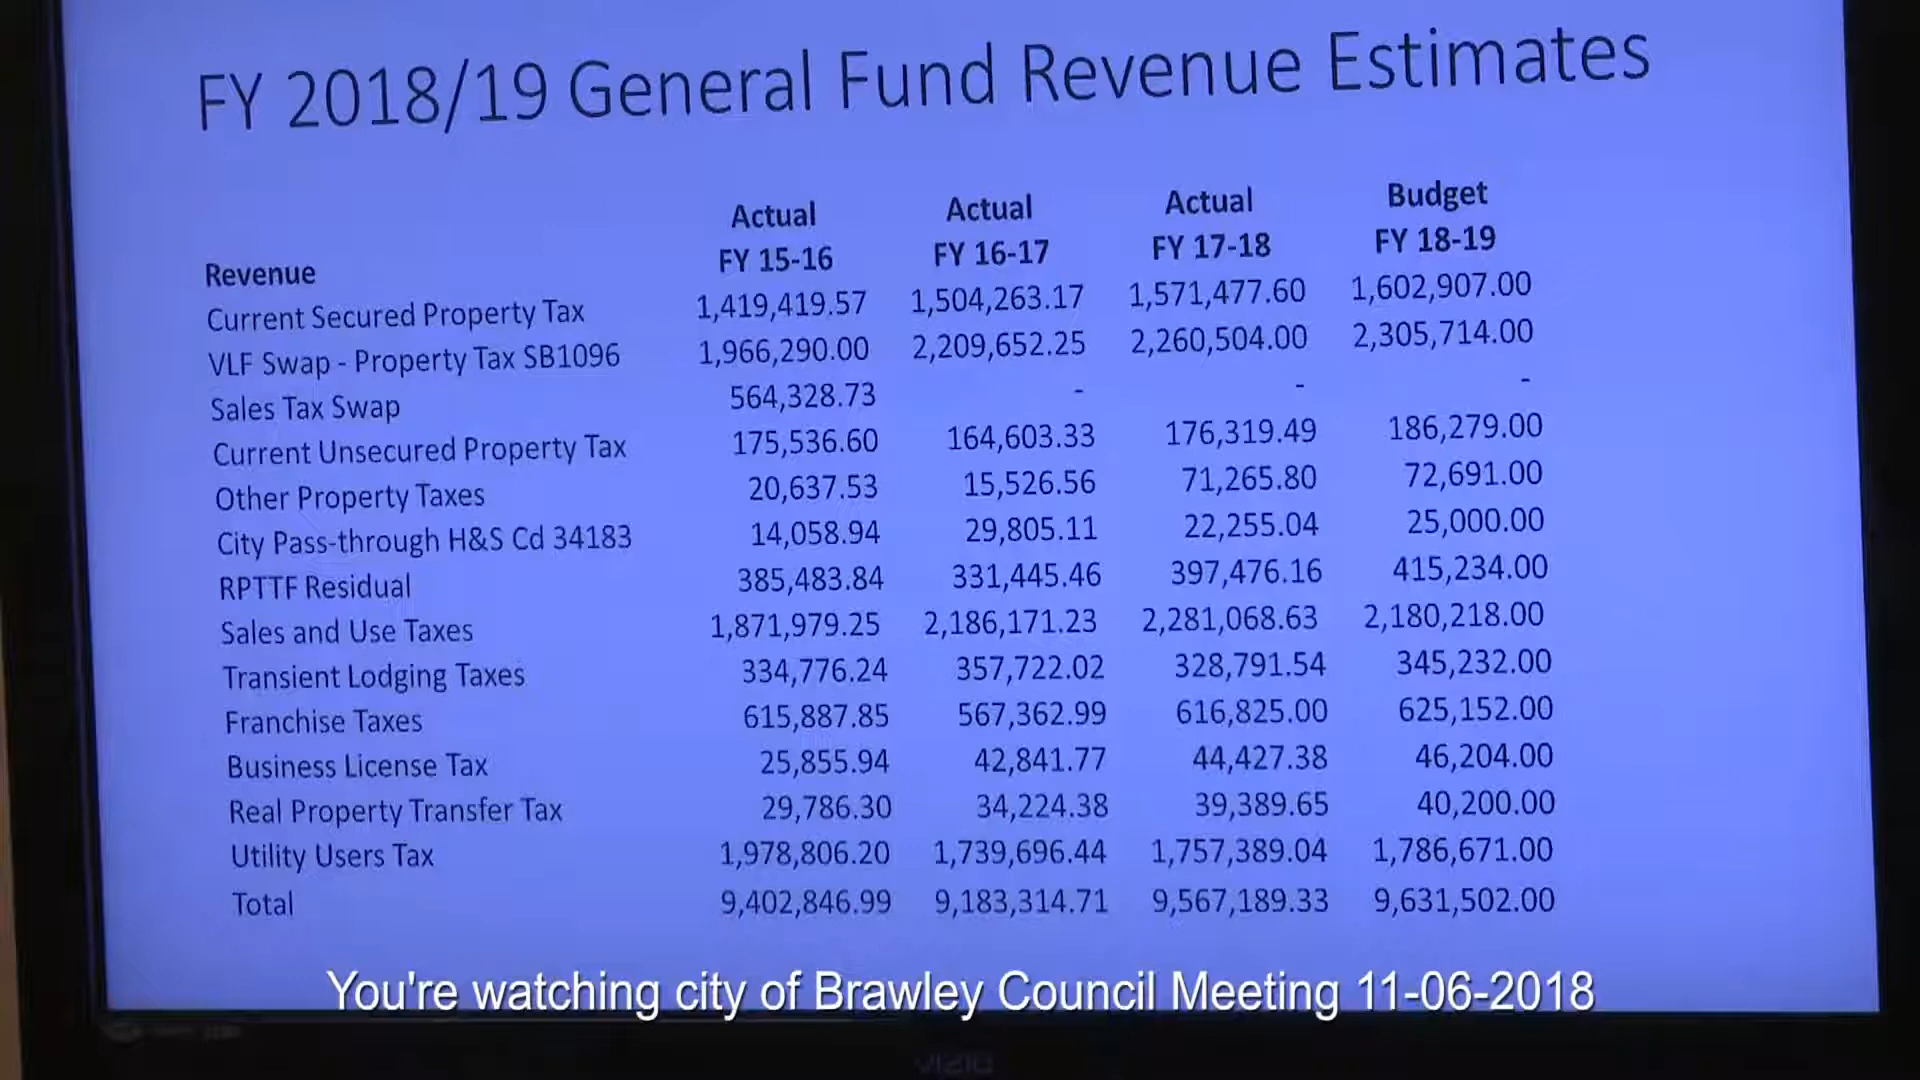 FY 2018/19 General Fund Revenue Estimates
Actual Actual Actual Budget
Revenue FY 15-16 FY 16-17 FY 17-18 FY 18-19
Current Secured Property Tax 1,419,419.57 1,504,263.17 1,571,477.60 1,602,907.00
VLF Swap - Property Tax SB1096 1,966,290.00 2,209,652.25 2,260,504.00 2,305,714.00
Sales Tax Swap 564,328.73 - - -
Current Unsecured Property Tax 175,536.60 164,603.33 176,319.49 186,279.00
Other Property Taxes 20,637.53 15,526.56 71,265.80 72,691.00
City Pass-through H&S Cd 34183 14,058.94 29,805.11 22,255.04 25,000.00
RPTTF Residual 385,483.84 331,445.46 397,476.16 415,234.00
Sales and Use Taxes 1,871,979.25 2,186,171.23 2,281,068.63 2,180,218.00
Transient Lodging Taxes 334,776.24 357,722.02 328,791.54 345,232.00
Franchise Taxes 615,887.85 567,362.99 616,825.00 625,152.00
Business License Tax 25,855.94 42,841.77 44,427.38 46,204.00
Real Property Transfer Tax 29,786.30 34,224.38 39,389.65 40,200.00
Utility Users Tax 1,978,806.20 1,739,696.44 1,757,389.04 1,786,671.00
Total 9,402,846.99 9,183,314.71 9,567,189.33 9,631,502.00
You're watching city of Brawley Council Meeting 11-06-2018
VIZIO